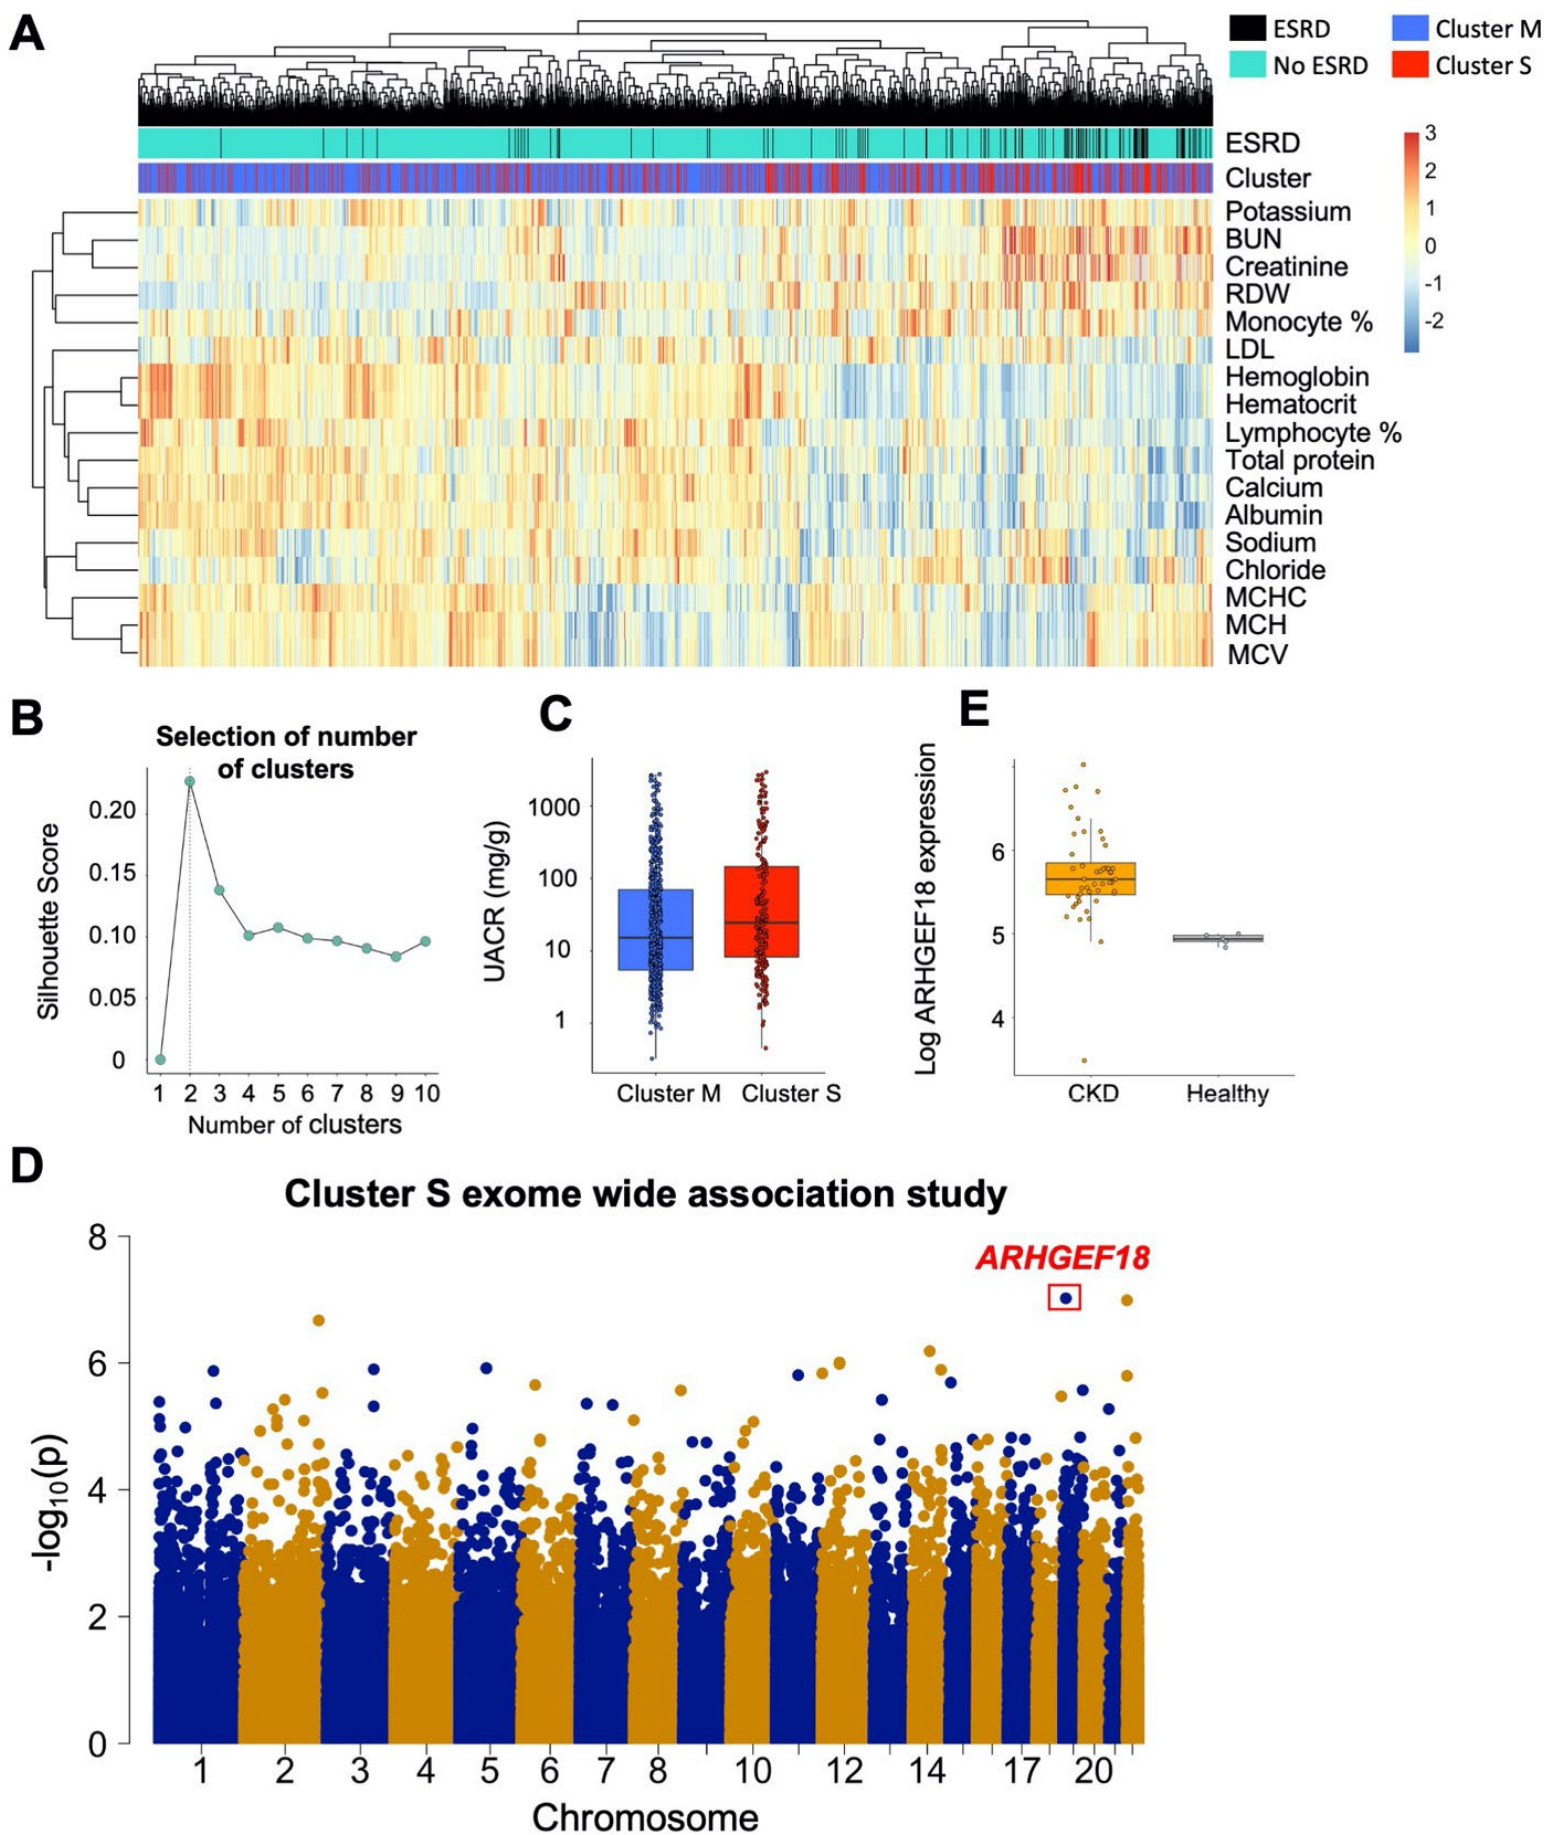 A
ESRD
Cluster M
No ESRD
Cluster S
ESRD
Cluster
3
2
1
0
-1
-2
Potassium
BUN
Creatinine
RDW
Monocyte %
LDL
Hemoglobin
Hematocrit
Lymphocyte %
Total protein
Calcium
Albumin
Sodium
Chloride
MCHC
MCH
MCV
B
Selection of number
of clusters
Silhouette Score
0.20
0.15
0.10
0.05
0
1 2 3 4 5 6 7 8 9 10
Number of clusters
C
UACR (mg/g)
1000
100
10
1
Cluster M Cluster S
E
Log ARHGEF18 expression
6
5
4
CKD Healthy
D
Cluster S exome wide association study
ARHGEF18
-log10(p)
8
6
4
2
0
1 2 3 4 5 6 7 8 10 12 14 17 20
Chromosome